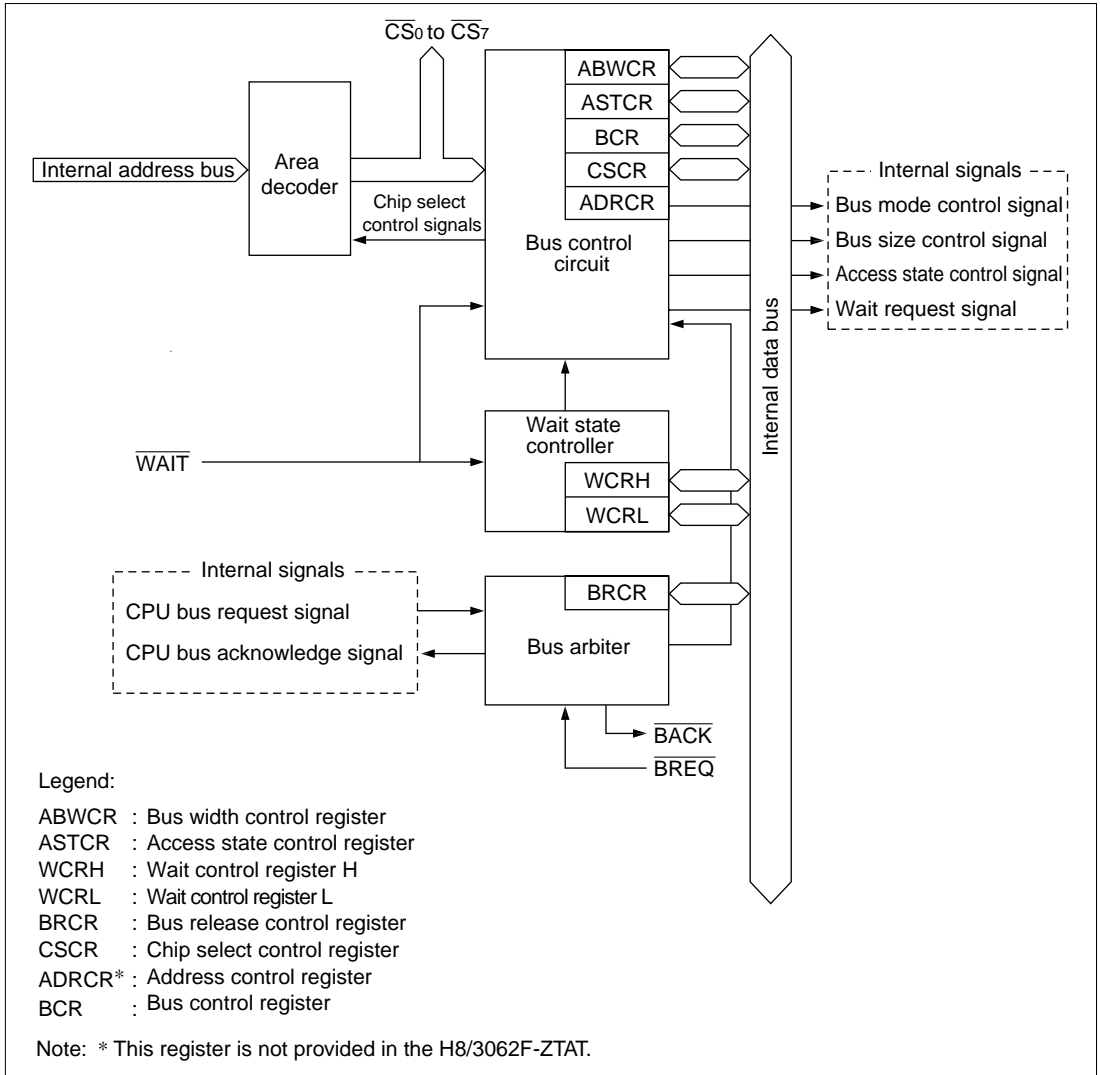 CS0 to CS7
ABWCR
ASTCR
BCR
CSCR
ADRCR
Bus control
circuit
Internal address bus
Area
decoder
Chip select
control signals
Internal signals
Bus mode control signal
Bus size control signal
Access state control signal
Wait request signal
Internal data bus
WAIT
Wait state
controller
WCRH
WCRL
Internal signals
CPU bus request signal
CPU bus acknowledge signal
BRCR
Bus arbiter
BACK
BREQ
Legend:
ABWCR : Bus width control register
ASTCR : Access state control register
WCRH : Wait control register H
WCRL : Wait control register L
BRCR : Bus release control register
CSCR : Chip select control register
ADRCR* : Address control register
BCR : Bus control register
Note: * This register is not provided in the H8/3062F-ZTAT.